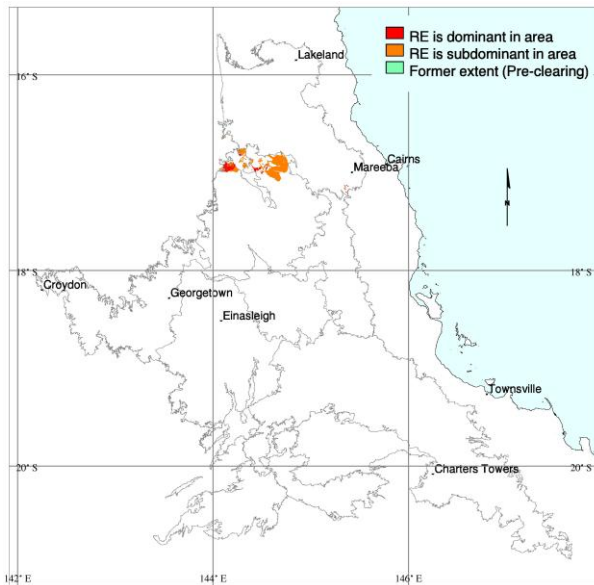 RE is dominant in area
RE is subdominant in area
Former extent (Pre-clearing)
Lakeland
16° S
Cairns
Mareeba
N
18° S
18° S
Croydon
Georgetown
Einasleigh
Townsville
20° S
Charters Towers
20° S
142° E
144° E
146° E